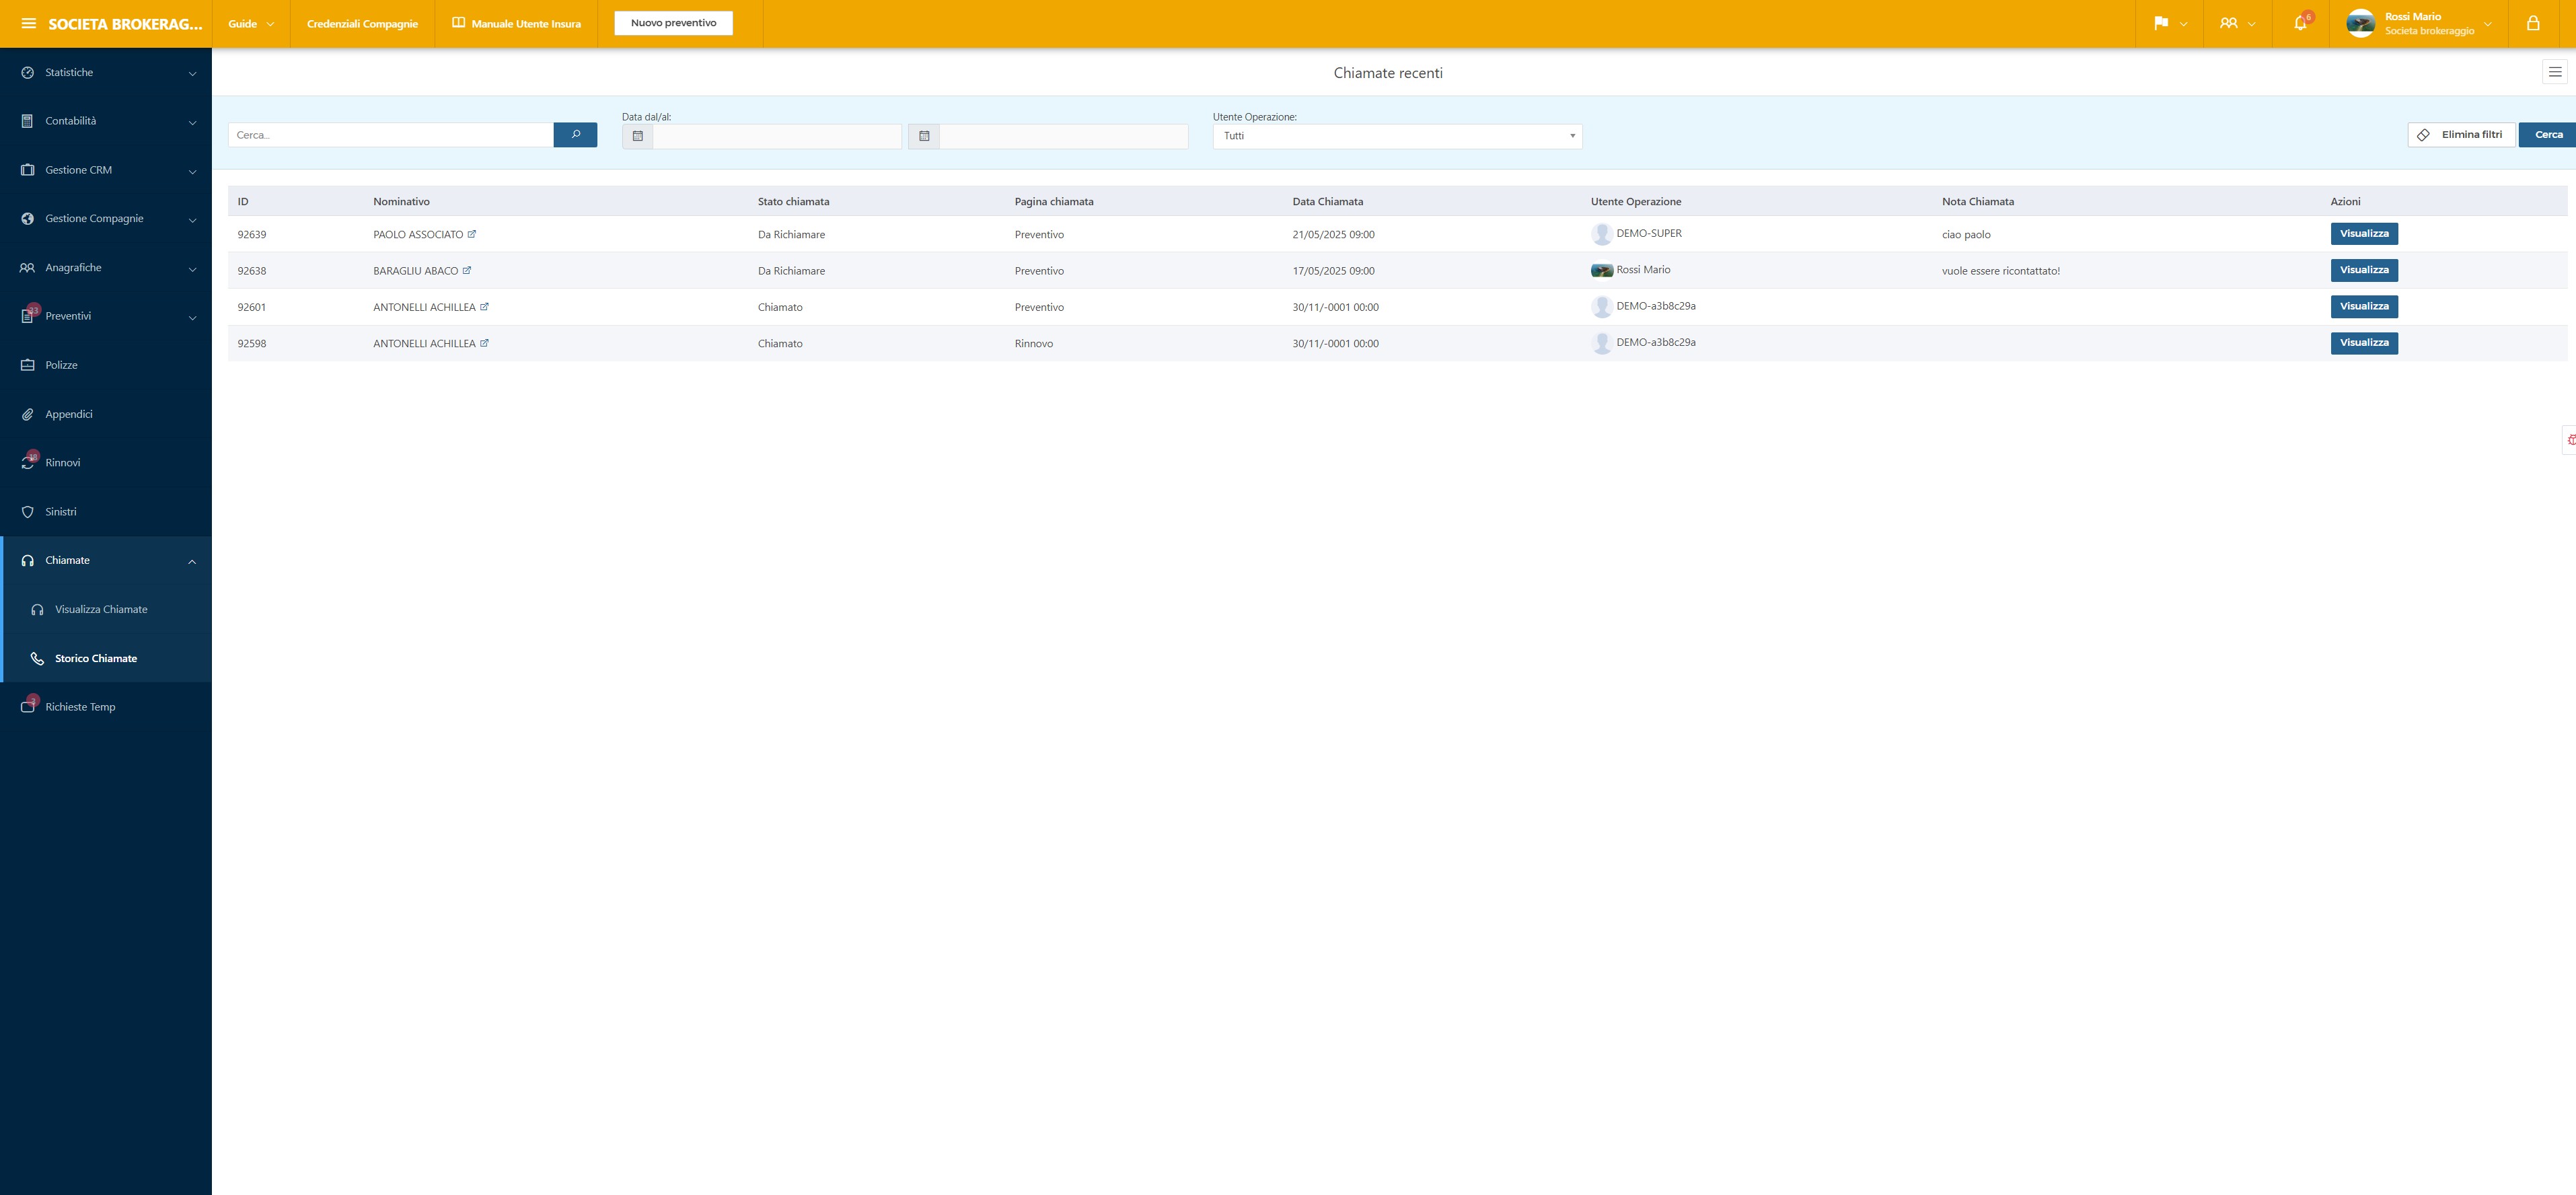 SOCIETA BROKERAG...
Guide
Credenziali Compagnie
Manuale Utente Insura
Nuovo preventivo
6
Rossi Mario
Societa brokeraggio
Statistiche
Contabilità
Gestione CRM
Gestione Compagnie
Anagrafiche
33
Preventivi
Polizze
Appendici
18
Rinnovi
Sinistri
Chiamate
Visualizza Chiamate
Storico Chiamate
2
Richieste Temp
Chiamate recenti
Cerca...
Data dal/al:
Utente Operazione:
Tutti
Elimina filtri
Cerca
ID Nominativo Stato chiamata Pagina chiamata Data Chiamata Utente Operazione Nota Chiamata Azioni
92639 PAOLO ASSOCIATO Da Richiamare Preventivo 21/05/2025 09:00 DEMO-SUPER ciao paolo Visualizza
92638 BARAGLIU ABACO Da Richiamare Preventivo 17/05/2025 09:00 Rossi Mario vuole essere ricontattato! Visualizza
92601 ANTONELLI ACHILLEA Chiamato Preventivo 30/11/-0001 00:00 DEMO-a3b8c29a Visualizza
92598 ANTONELLI ACHILLEA Chiamato Rinnovo 30/11/-0001 00:00 DEMO-a3b8c29a Visualizza